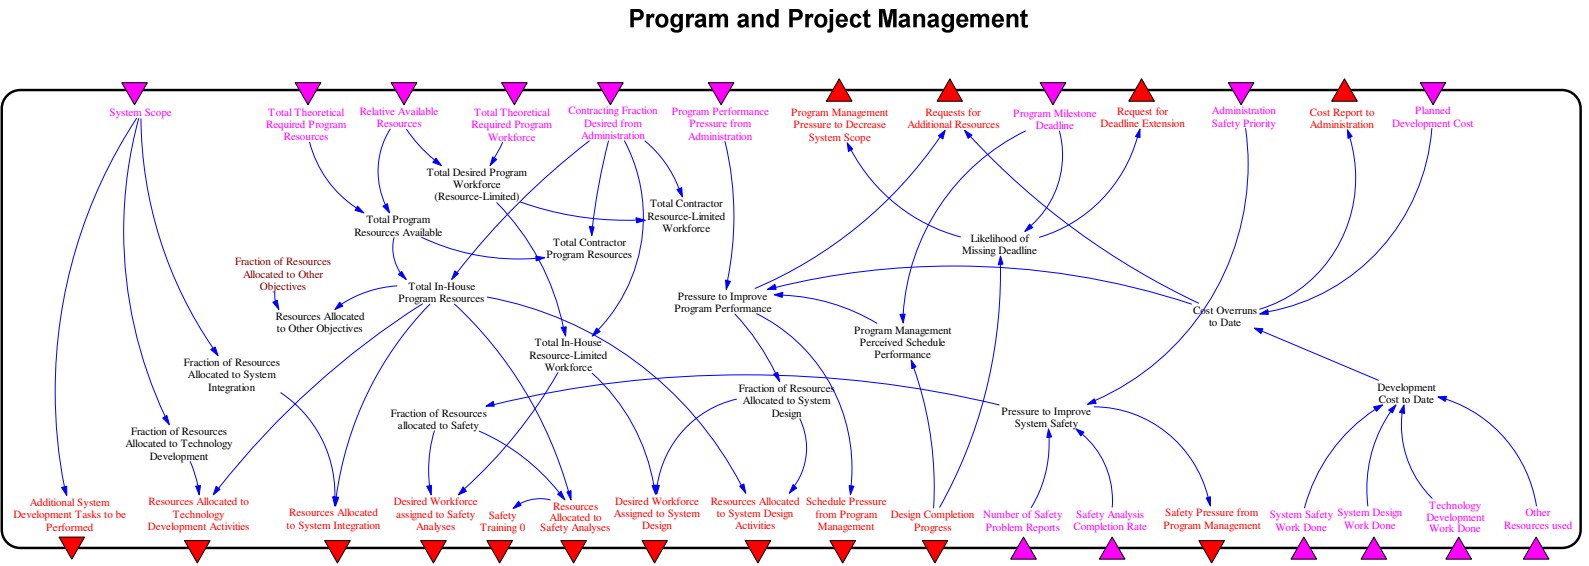 Program and Project Management
System Scope
Total Theoretical
Required Program
Resources
Relative Available
Resources
Total Theoretical
Required Program
Workforce
Contracting Fraction
Desired from
Administration
Program Performance
Pressure from
Administration
Program Management
Pressure to Decrease
System Scope
Requests for
Additional Resources
Program Milestone
Deadline
Request for
Deadline Extension
Administration
Safety Priority
Cost Report to
Administration
Planned
Development Cost
Total Desired Program
Workforce
(Resource-Limited)
Total Contractor
Resource-Limited
Workforce
Total Program
Resources Available
Total Contractor
Program Resources
Likelihood of
Missing Deadline
Fraction of Resources
Allocated to Other
Objectives
Total In-House
Program Resources
Resources Allocated
to Other Objectives
Pressure to Improve
Program Performance
Cost Overruns
to Date
Program Management
Perceived Schedule
Performance
Total In-House
Resource-Limited
Workforce
Fraction of Resources
Allocated to System
Integration
Fraction of Resources
Allocated to System
Design
Development
Cost to Date
Fraction of Resources
allocated to Safety
Pressure to Improve
System Safety
Fraction of Resources
Allocated to Technology
Development
Additional System
Development Tasks to be
Performed
Resources Allocated to
Technology
Development Activities
Resources Allocated
to System Integration
Desired Workforce
assigned to Safety
Analyses
Safety
Training 0
Resources
Allocated to
Safety Analyses
Desired Workforce
Assigned to System
Design
Resources Allocated
to System Design
Activities
Schedule Pressure
from Program
Management
Design Completion
Progress
Number of Safety
Problem Reports
Safety Analysis
Completion Rate
Safety Pressure from
Program Management
System Safety
Work Done
System Design
Work Done
Technology
Development
Work Done
Other
Resources used